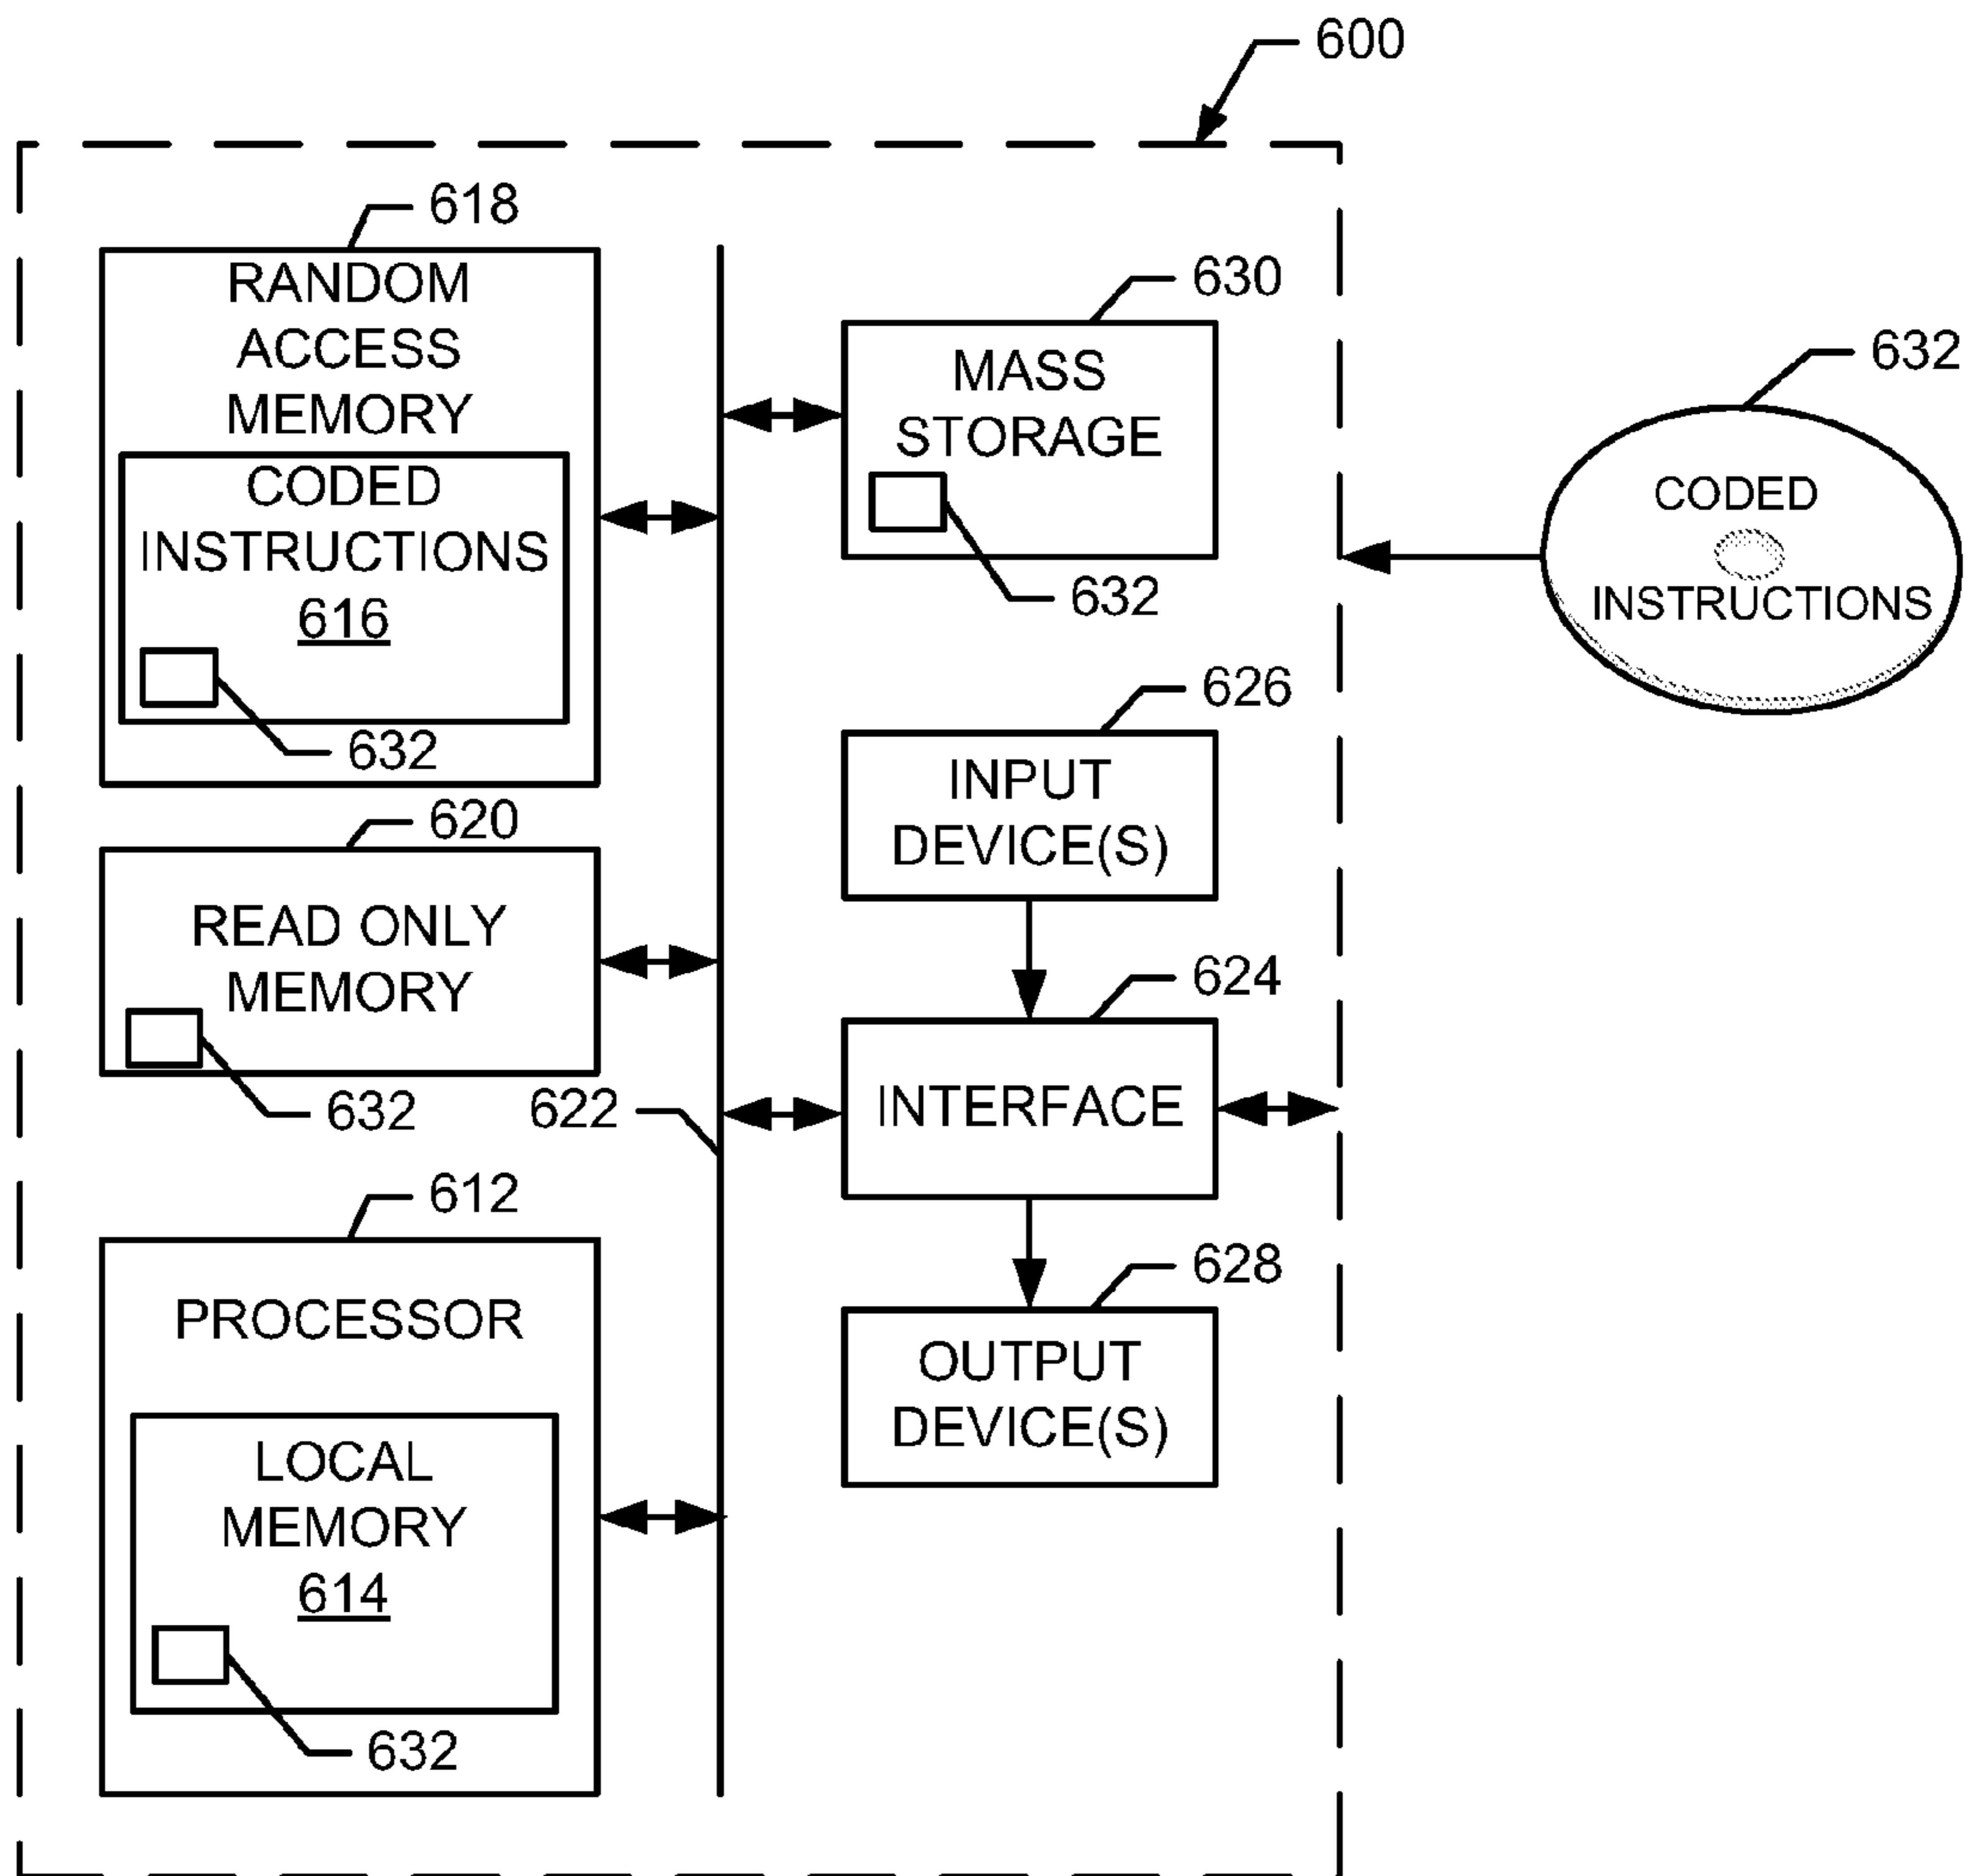 600
618
RANDOM
ACCESS
MEMORY
CODED
INSTRUCTIONS
616
632
630
MASS
STORAGE
632
632
CODED
INSTRUCTIONS
626
INPUT
DEVICE(S)
620
READ ONLY
MEMORY
632
622
624
INTERFACE
612
PROCESSOR
LOCAL
MEMORY
614
632
628
OUTPUT
DEVICE(S)